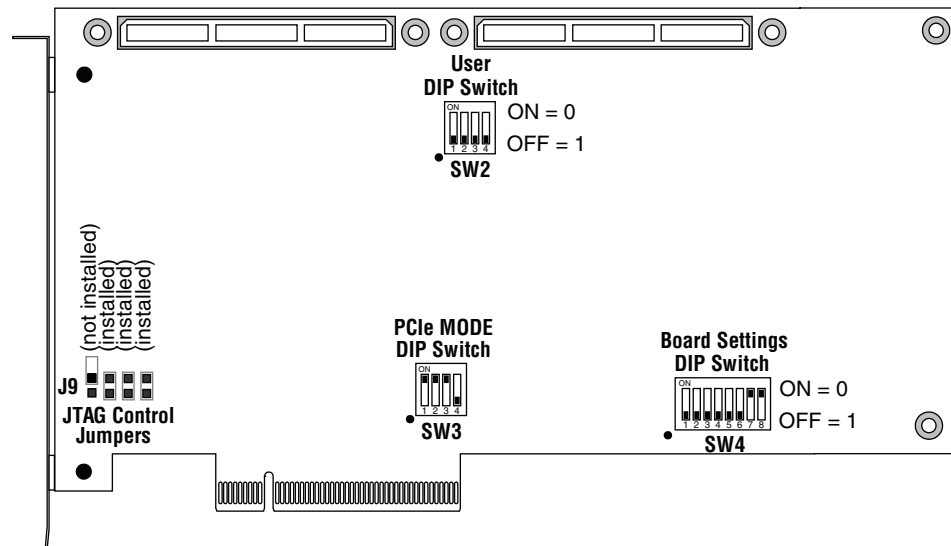 User
DIP Switch
ON
1 2 3 4
ON = 0
OFF = 1
SW2
(not installed)
(installed)
(installed)
(installed)
J9
JTAG Control
Jumpers
PCIe MODE
DIP Switch
ON
1 2 3 4
SW3
Board Settings
DIP Switch
ON
1 2 3 4 5 6 7 8
ON = 0
OFF = 1
SW4